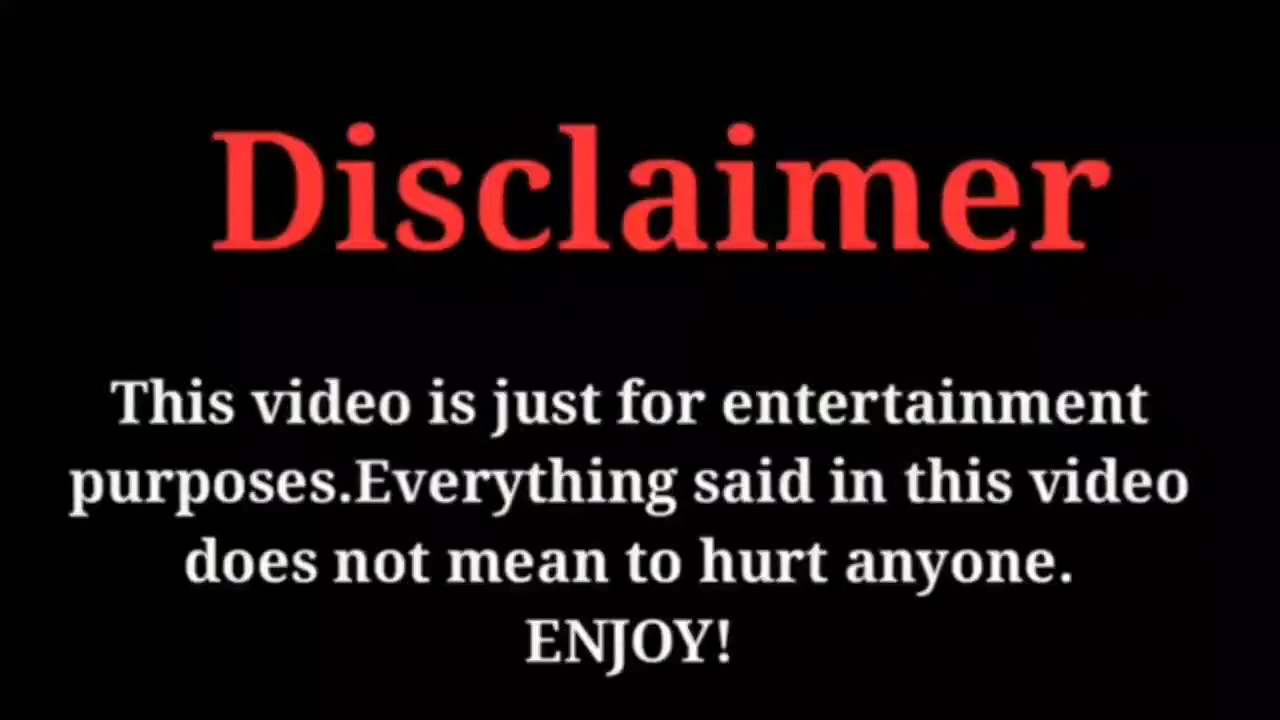 Disclaimer
This video is just for entertainment
purposes.Everything said in this video
does not mean to hurt anyone.
ENJOY!